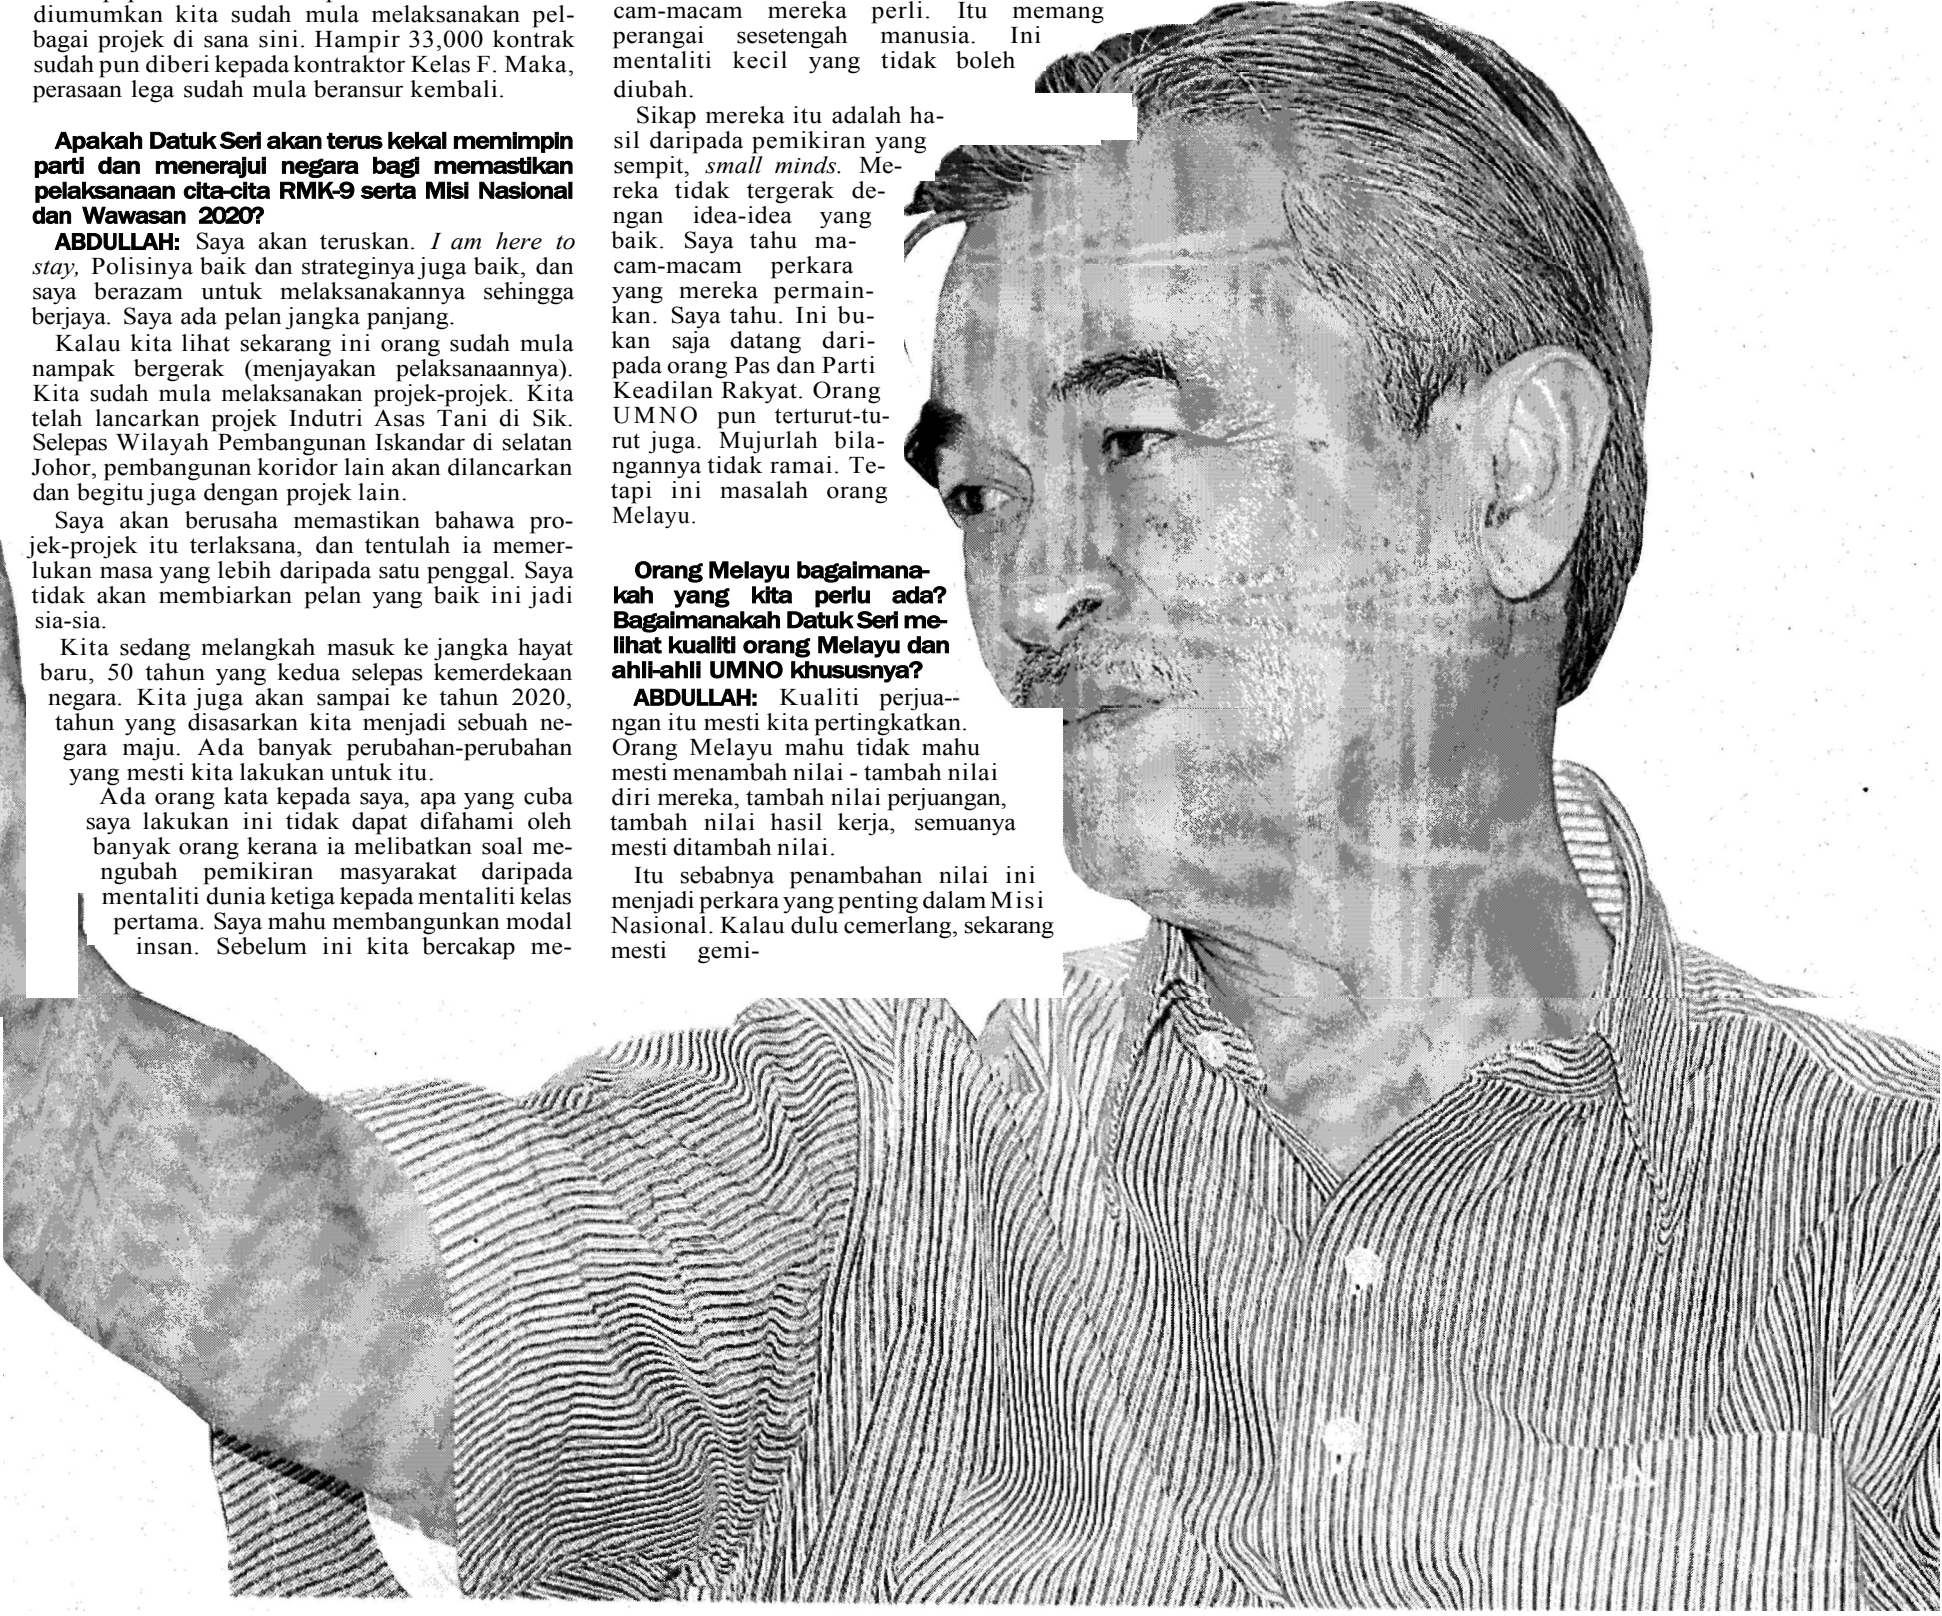 diumumkan kita sudah mula melaksanakan pel-
bagai projek di sana sini. Hampir 33,000 kontrak
sudah pun diberi kepada kontraktor Kelas F. Maka,
perasaan lega sudah mula beransur kembali.
Apakah Datuk Seri akan terus kekal memimpin
parti dan menerajui negara bagi memastikan
pelaksanaan cita-cita RMK-9 serta Misi Nasional
dan Wawasan 2020?
ABDULLAH: Saya akan teruskan. I am here to
stay, Polisinya baik dan strateginya juga baik, dan
saya berazam untuk melaksanakannya sehingga
berjaya. Saya ada pelan jangka panjang.
Kalau kita lihat sekarang ini orang sudah mula
nampak bergerak (menjayakan pelaksanaannya).
Kita sudah mula melaksanakan projek-projek. Kita
telah lancarkan projek Indutri Asas Tani di Sik.
Selepas Wilayah Pembangunan Iskandar di selatan
Johor, pembangunan koridor lain akan dilancarkan
dan begitu juga dengan projek lain.
Saya akan berusaha memastikan bahawa pro-
jek-projek itu terlaksana, dan tentulah ia memer-
lukan masa yang lebih daripada satu penggal. Saya
tidak akan membiarkan pelan yang baik ini jadi
sia-sia.
Kita sedang melangkah masuk ke jangka hayat
baru, 50 tahun yang kedua selepas kemerdekaan
negara. Kita juga akan sampai ke tahun 2020,
tahun yang disasarkan kita menjadi sebuah ne-
gara maju. Ada banyak perubahan-perubahan
yang mesti kita lakukan untuk itu.
Ada orang kata kepada saya, apa yang cuba
saya lakukan ini tidak dapat difahami oleh
banyak orang kerana ia melibatkan soal me-
ngubah pemikiran masyarakat daripada
mentaliti dunia ketiga kepada mentaliti kelas
pertama. Saya mahu membangunkan modal
insan. Sebelum ini kita bercakap me-
cam-macam mereka perli. Itu memang
perangai sesetengah manusia. Ini
mentaliti kecil yang tidak boleh
diubah.
Sikap mereka itu adalah ha-
sil daripada pemikiran yang
sempit, small minds. Me-
reka tidak tergerak de-
ngan idea-idea yang
baik. Saya tahu ma-
cam-macam perkara
yang mereka permain-
kan. Saya tahu. Ini bu-
kan saja datang dari-
pada orang Pas dan Parti
Keadilan Rakyat. Orang
UMNO pun terturut-tu-
rut juga. Mujurlah bila-
ngannya tidak ramai. Te-
tapi ini masalah orang
Melayu.
Orang Melayu bagaimana-
kah yang kita perlu ada?
Bagaimanakah Datuk Seri me-
lihat kualiti orang Melayu dan
ahli-ahli UMNO khususnya?
ABDULLAH: Kualiti perjua--
ngan itu mesti kita pertingkatkan.
Orang Melayu mahu tidak mahu
mesti menambah nilai - tambah nilai
diri mereka, tambah nilai perjuangan,
tambah nilai hasil kerja, semuanya
mesti ditambah nilai.
Itu sebabnya penambahan nilai ini
menjadi perkara yang penting dalam Misi
Nasional. Kalau dulu cemerlang, sekarang
mesti gemi-